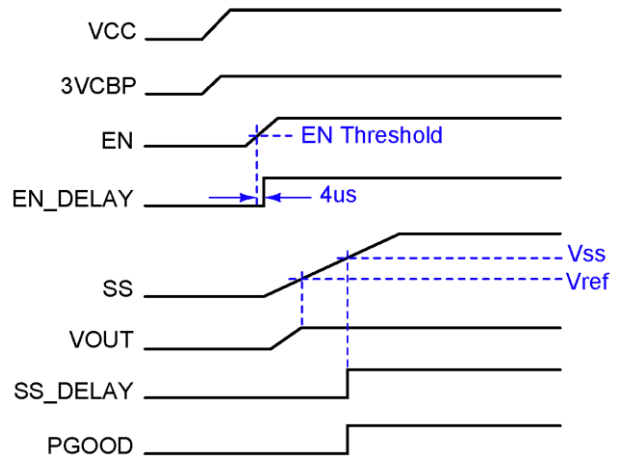 VCC
3VCBP
EN
EN Threshold
EN_DELAY
4us
SS
Vss
Vref
VOUT
SS_DELAY
PGOOD